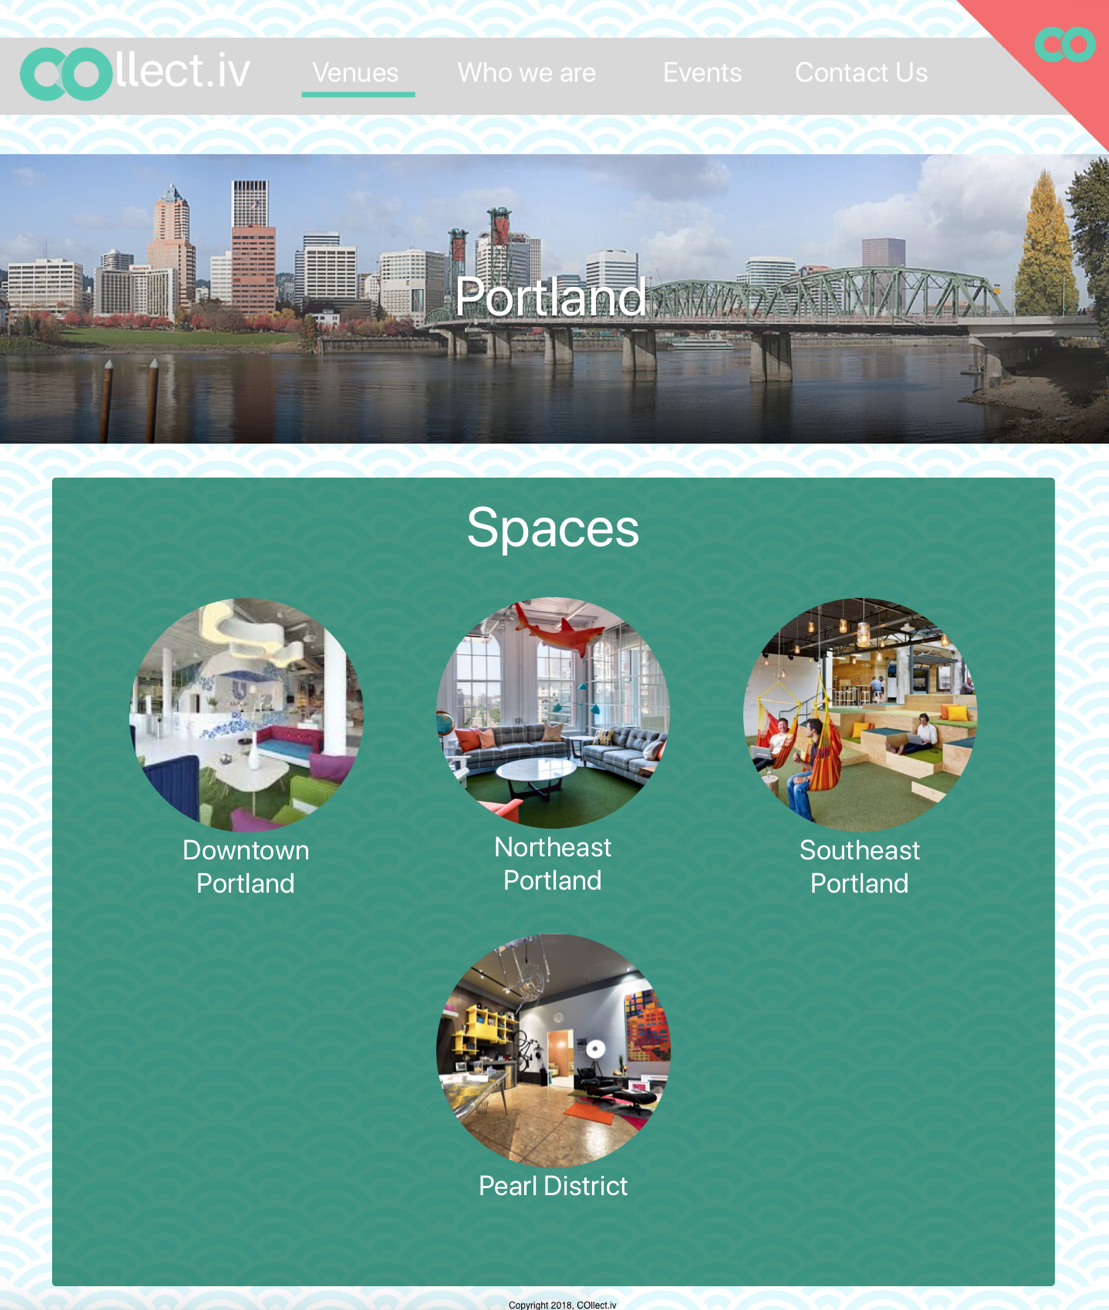 COllect.iv
Venues
Who we are
Events
Contact Us
CO
Portland
Spaces
Downtown
Portland
Northeast
Portland
Southeast
Portland
Pearl District
Copyright 2018, COllect.iv